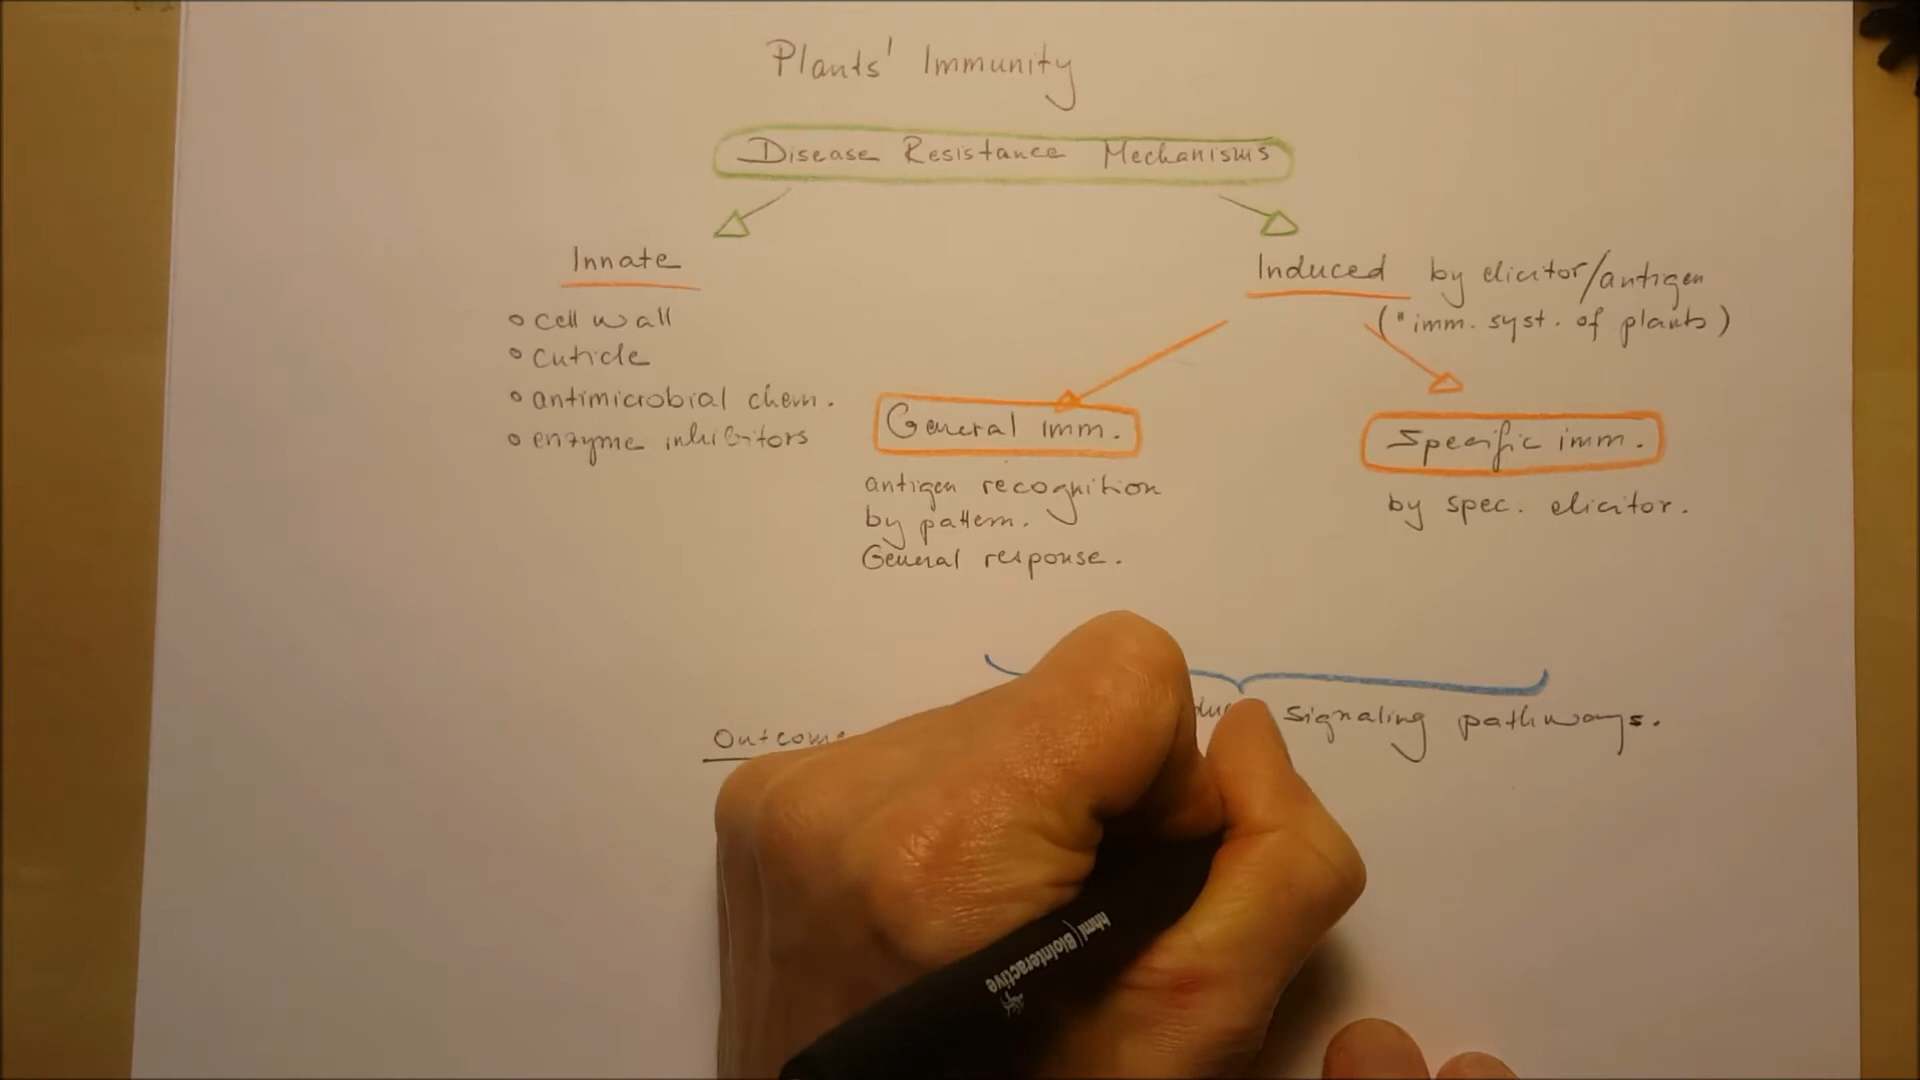 Plants' Immunity
Disease Resistance Mechanisms
Innate
cell wall
cuticle
antimicrobial chem.
enzyme inhibitors
Induced by elicitor/antigen
(" imm. syst. of plants)
General imm.
antigen recognition
by pattern.
General response.
Specific imm.
by spec. elicitor.
signaling pathways.
Outcome
hhmi BioInteractive